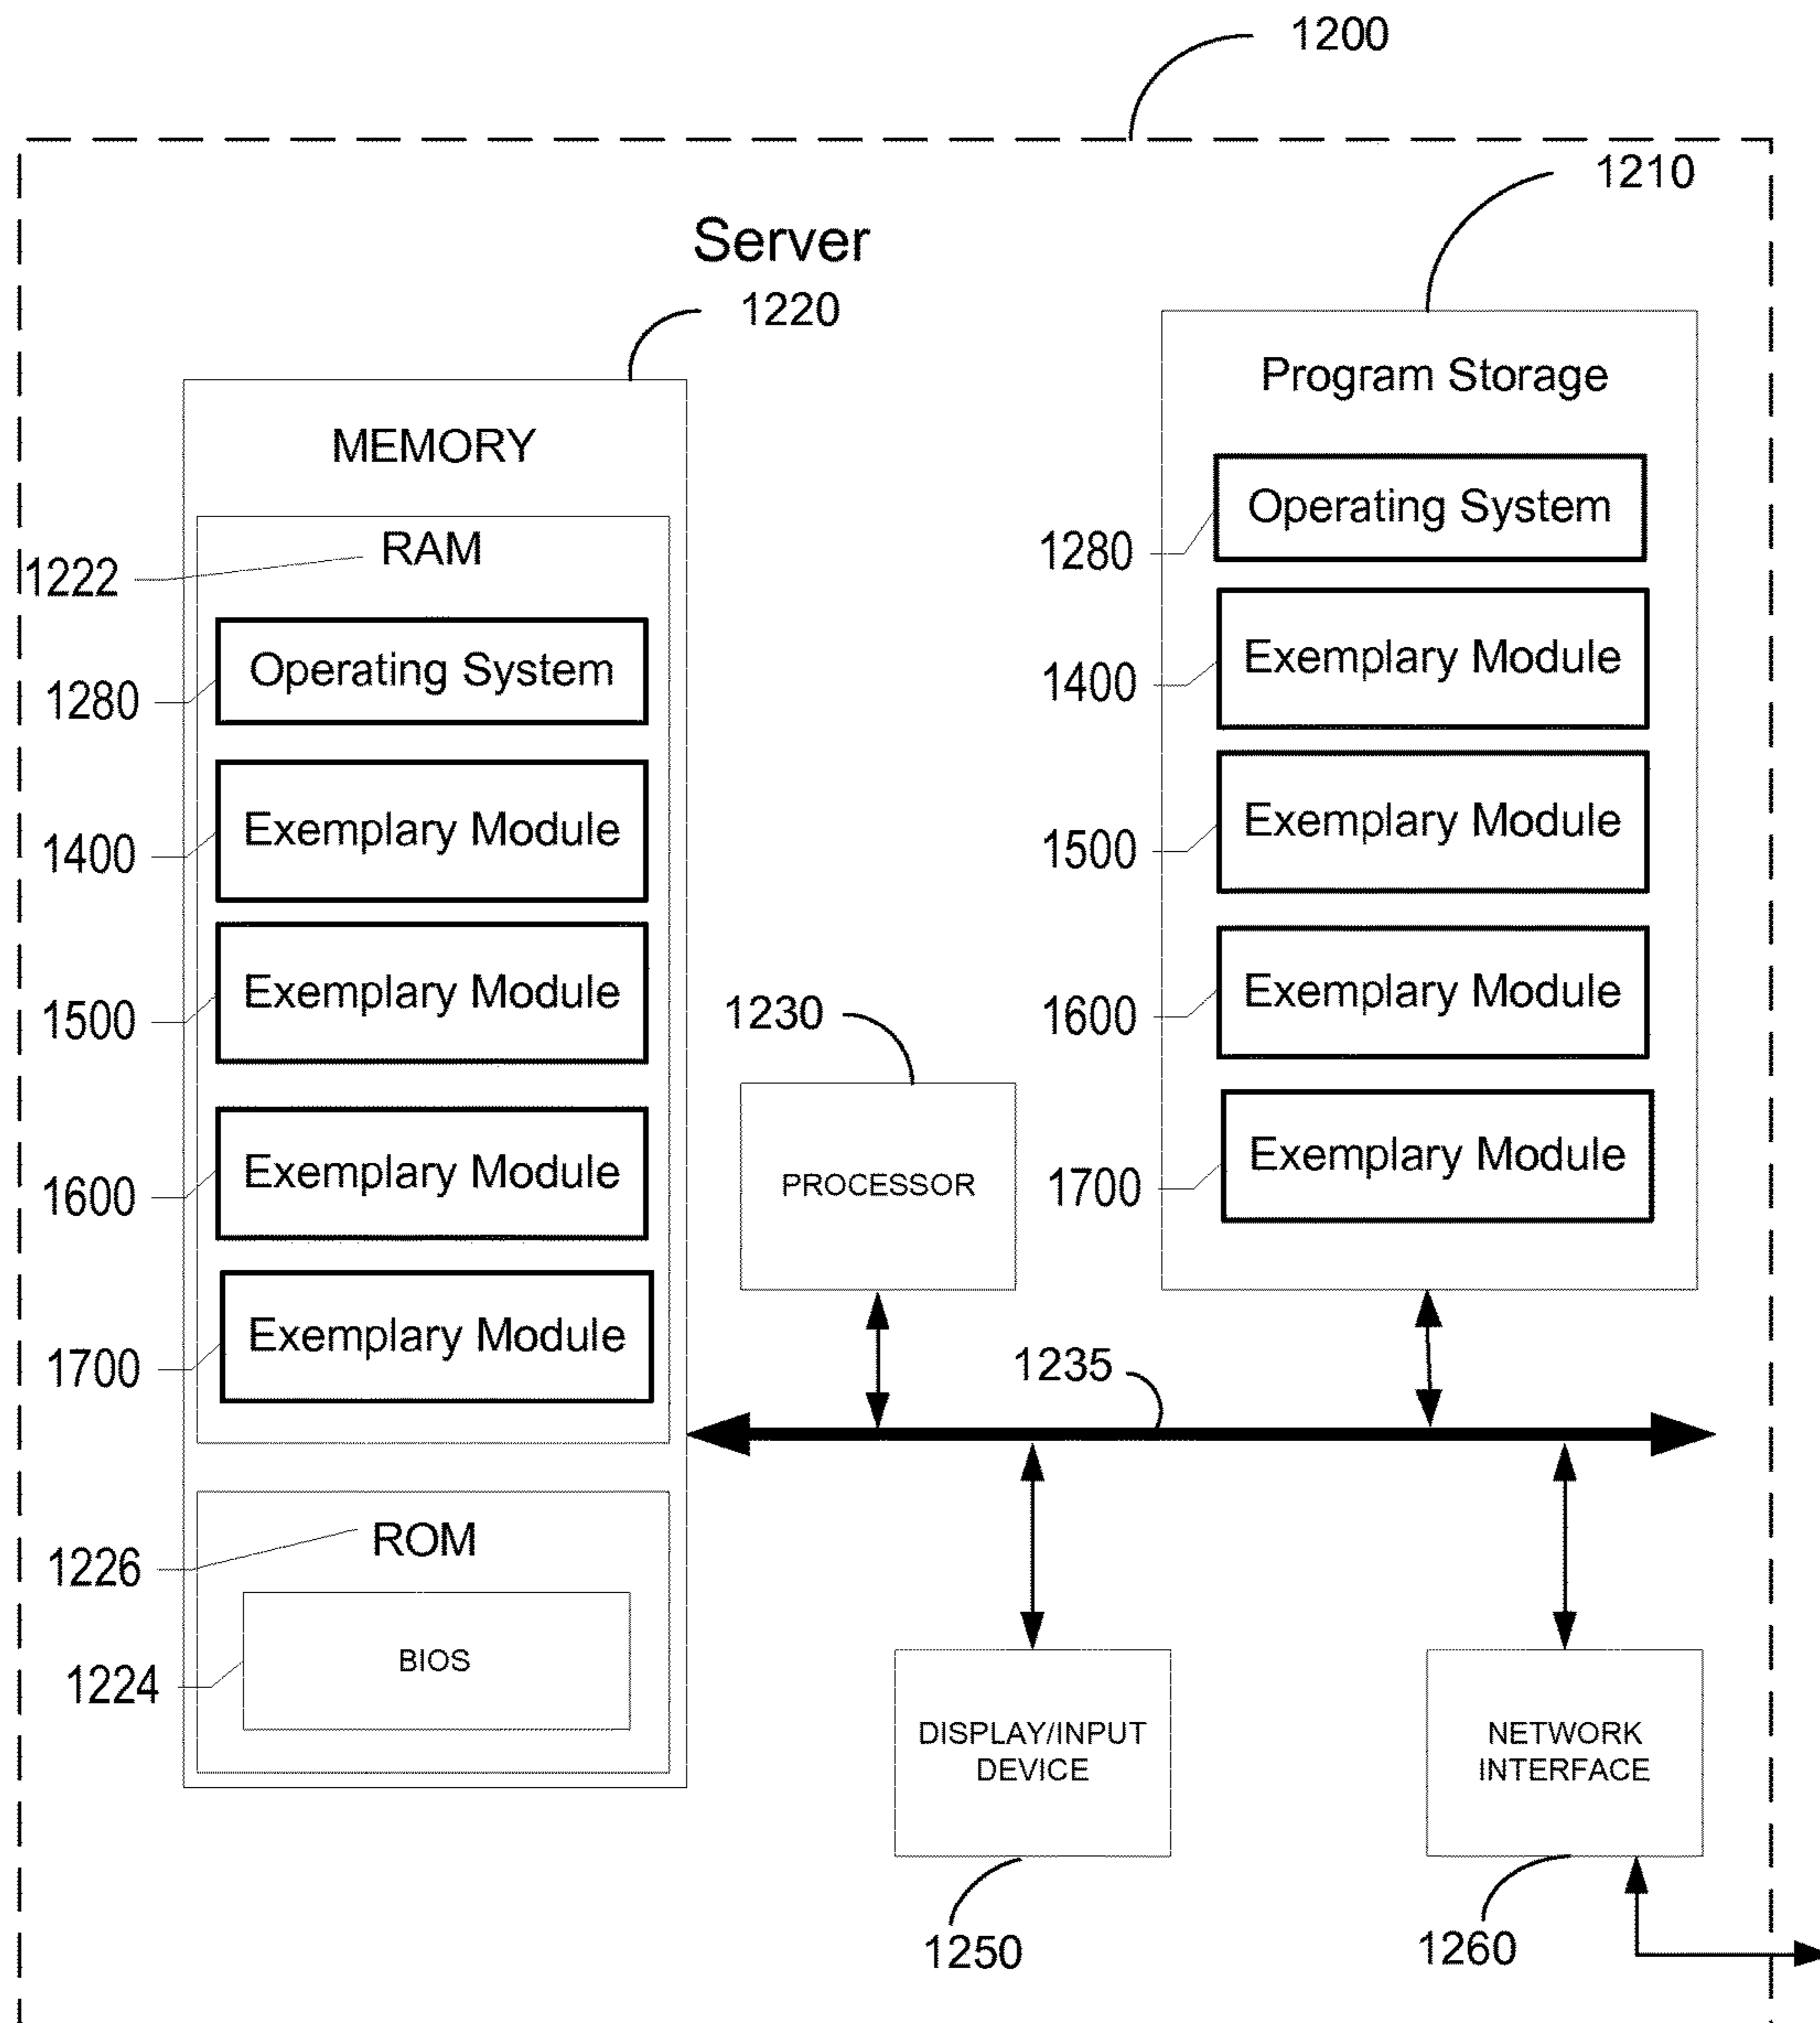 1200
1210
Server
1220
Program Storage
MEMORY
Operating System
1280
RAM
1222
Exemplary Module
1400
Operating System
1280
Exemplary Module
1500
Exemplary Module
1400
Exemplary Module
1600
Exemplary Module
1500
1230
Exemplary Module
1700
Exemplary Module
1600
PROCESSOR
Exemplary Module
1700
1235
ROM
1226
BIOS
1224
DISPLAY/INPUT
DEVICE
NETWORK
INTERFACE
1250
1260